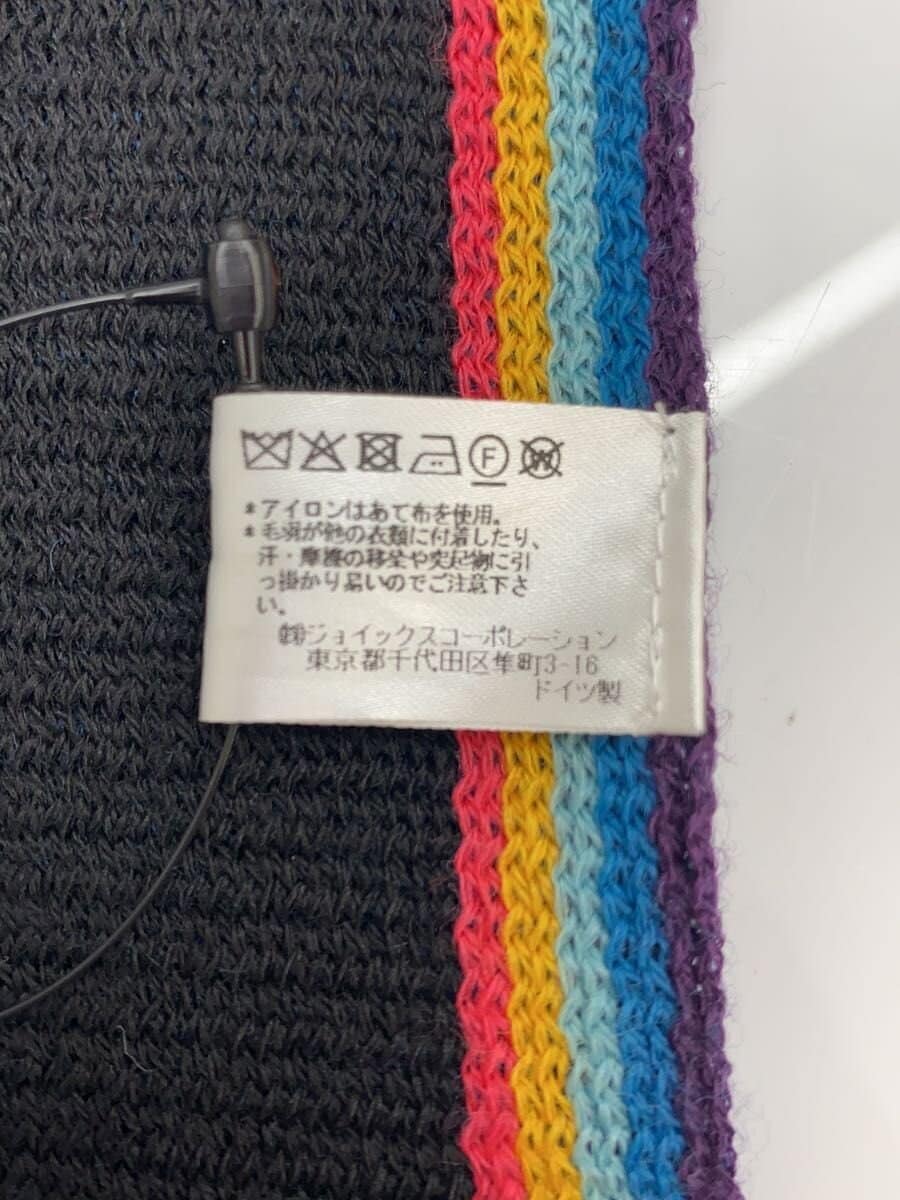 F W
*アイロンはあて布を使用。
*毛羽が他の衣類に付着したり、
汗・摩擦の移染や突起物に引
っ掛かり易いのでご注意下さ
い。
㈱ジョイックスコーポレーション
東京都千代田区隼町3-16
ドイツ製